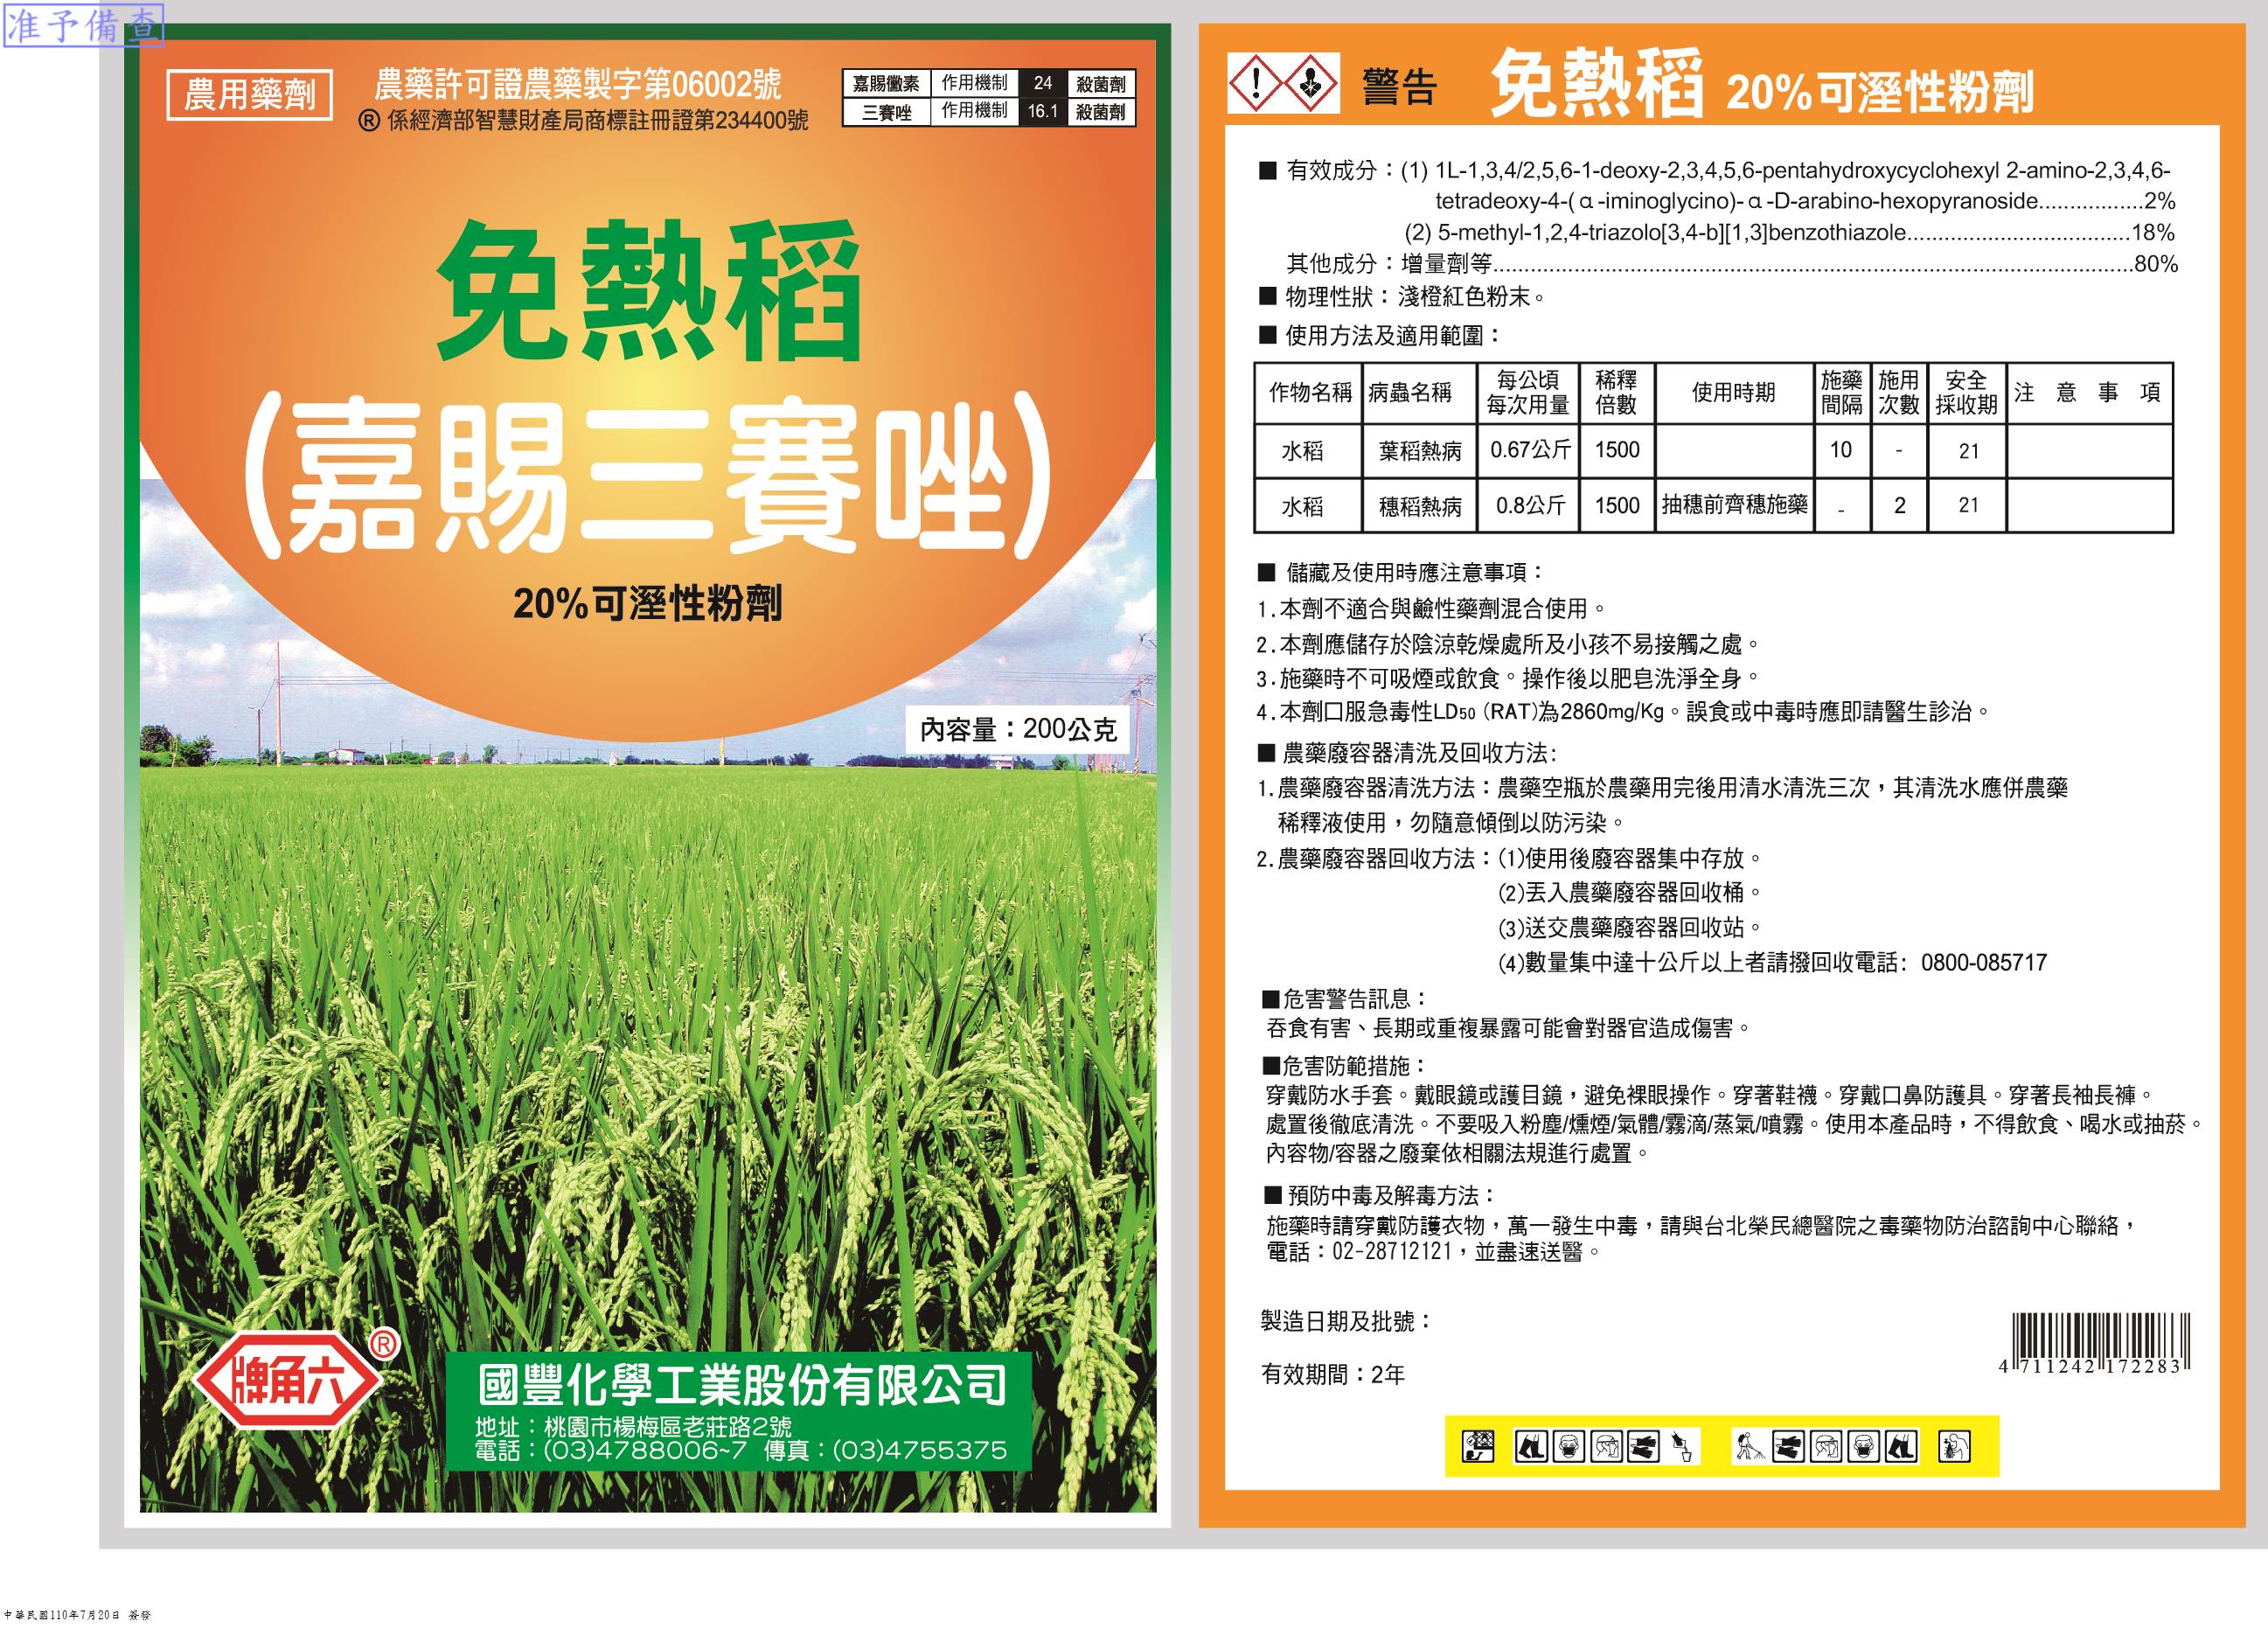 准予備查
農用藥劑
農藥許可證農藥製字第06002號
® 係經濟部智慧財產局商標註冊證第234400號
嘉賜黴素 作用機制 24 殺菌劑
三賽唑 作用機制 16.1 殺菌劑
免熱稻
(嘉賜三賽唑)
20%可溼性粉劑
內容量：200公克
牌角六®
國豐化學工業股份有限公司
地址：桃園市楊梅區老莊路2號
電話：(03)4788006~7 傳真：(03)4755375
警告 免熱稻 20%可溼性粉劑
■ 有效成分：(1) 1L-1,3,4/2,5,6-1-deoxy-2,3,4,5,6-pentahydroxycyclohexyl 2-amino-2,3,4,6-
tetradeoxy-4-(α-iminoglycino)-α-D-arabino-hexopyranoside.................2%
(2) 5-methyl-1,2,4-triazolo[3,4-b][1,3]benzothiazole....................................18%
其他成分：增量劑等........................................................................................................80%
■ 物理性狀：淺橙紅色粉末。
■ 使用方法及適用範圍：
作物名稱 病蟲名稱 每公頃每次用量 稀釋倍數 使用時期 施藥間隔 施用次數 安全採收期 注意事項
水稻 葉稻熱病 0.67公斤 1500 10 - 21
水稻 穗稻熱病 0.8公斤 1500 抽穗前齊穗施藥 - 2 21
■ 儲藏及使用時應注意事項：
1.本劑不適合與鹼性藥劑混合使用。
2.本劑應儲存於陰涼乾燥處所及小孩不易接觸之處。
3.施藥時不可吸煙或飲食。操作後以肥皂洗淨全身。
4.本劑口服急毒性LD50 (RAT)為2860mg/Kg。誤食或中毒時應即請醫生診治。
■ 農藥廢容器清洗及回收方法:
1.農藥廢容器清洗方法：農藥空瓶於農藥用完後用清水清洗三次，其清洗水應併農藥
稀釋液使用，勿隨意傾倒以防污染。
2.農藥廢容器回收方法：(1)使用後廢容器集中存放。
(2)丟入農藥廢容器回收桶。
(3)送交農藥廢容器回收站。
(4)數量集中達十公斤以上者請撥回收電話: 0800-085717
■危害警告訊息：
吞食有害、長期或重複暴露可能會對器官造成傷害。
■危害防範措施：
穿戴防水手套。戴眼鏡或護目鏡，避免裸眼操作。穿著鞋襪。穿戴口鼻防護具。穿著長袖長褲。
處置後徹底清洗。不要吸入粉塵/燻煙/氣體/霧滴/蒸氣/噴霧。使用本產品時，不得飲食、喝水或抽菸。
內容物/容器之廢棄依相關法規進行處置。
■ 預防中毒及解毒方法：
施藥時請穿戴防護衣物，萬一發生中毒，請與台北榮民總醫院之毒藥物防治諮詢中心聯絡，
電話：02-28712121，並盡速送醫。
製造日期及批號：
有效期間：2年
4 711242 172283
中華民國110年7月20日 簽發